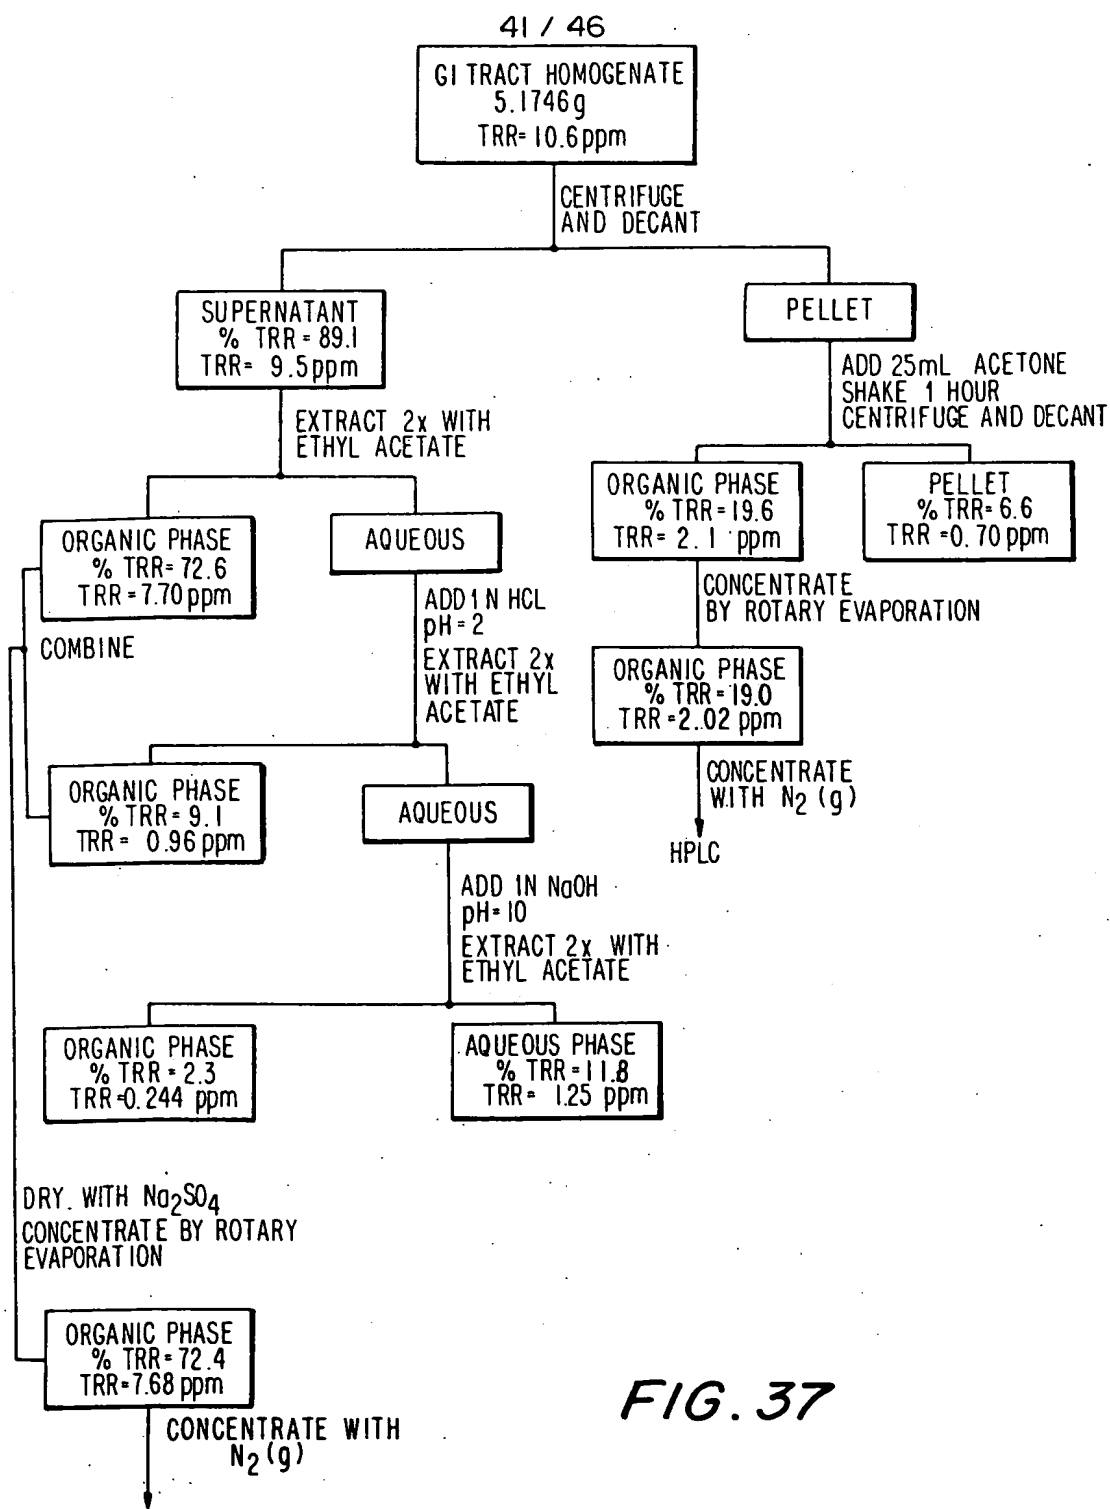 41 / 46
GI TRACT HOMOGENATE
5.1746g
TRR= 10.6 ppm
CENTRIFUGE
AND DECANT
SUPERNATANT
% TRR = 89.1
TRR= 9.5 ppm
PELLET
ADD 25mL ACETONE
SHAKE 1 HOUR
CENTRIFUGE AND DECANT
EXTRACT 2x WITH
ETHYL ACETATE
ORGANIC PHASE
% TRR = 19.6
TRR= 2.1 ppm
PELLET
% TRR = 6.6
TRR = 0.70 ppm
ORGANIC PHASE
% TRR = 72.6
TRR = 7.70 ppm
AQUEOUS
CONCENTRATE
BY ROTARY EVAPORATION
ADD 1 N HCL
pH = 2
EXTRACT 2x
WITH ETHYL
ACETATE
COMBINE
ORGANIC PHASE
% TRR = 19.0
TRR = 2.02 ppm
CONCENTRATE
WITH N2 (g)
HPLC
ORGANIC PHASE
% TRR = 9.1
TRR = 0.96 ppm
AQUEOUS
ADD 1N NaOH
pH = 10
EXTRACT 2x WITH
ETHYL ACETATE
ORGANIC PHASE
% TRR = 2.3
TRR=0.244 ppm
AQUEOUS PHASE
% TRR = 11.8
TRR = 1.25 ppm
DRY. WITH Na2SO4
CONCENTRATE BY ROTARY
EVAPORATION
ORGANIC PHASE
% TRR = 72.4
TRR= 7.68 ppm
CONCENTRATE WITH
N2 (g)
FIG. 37